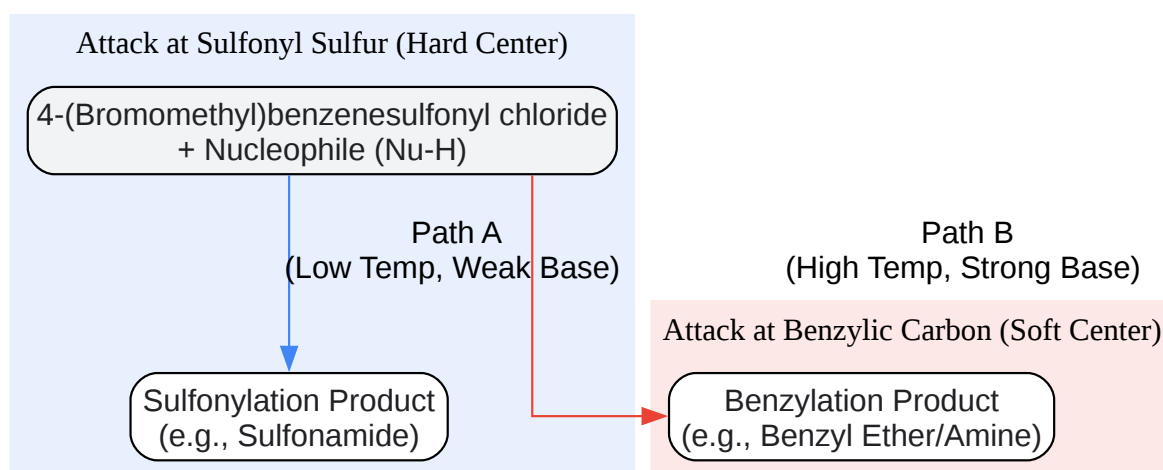 Attack at Sulfonyl Sulfur (Hard Center)
4-(Bromomethyl)benzenesulfonyl chloride
+ Nucleophile (Nu-H)
Path A
(Low Temp, Weak Base)
Path B
(High Temp, Strong Base)
Attack at Benzylic Carbon (Soft Center)
Sulfonylation Product
(e.g., Sulfonamide)
Benzylation Product
(e.g., Benzyl Ether/Amine)